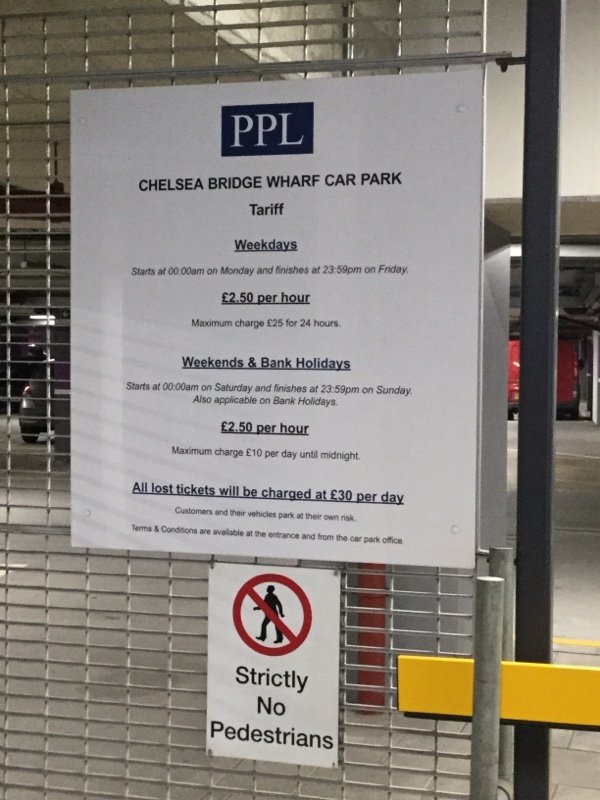 PPL
CHELSEA BRIDGE WHARF CAR PARK
Tariff
Weekdays
Starts at 00:00am on Monday and finishes at 23:59pm on Friday.
£2.50 per hour
Maximum charge £25 for 24 hours.
Weekends & Bank Holidays
Starts at 00:00am on Saturday and finishes at 23:59pm on Sunday.
Also applicable on Bank Holidays.
£2.50 per hour
Maximum charge £10 per day until midnight.
All lost tickets will be charged at £30 per day
Customers and their vehicles park at their own risk.
Terms & Conditions are available at the entrance and from the car park office.
Strictly
No
Pedestrians